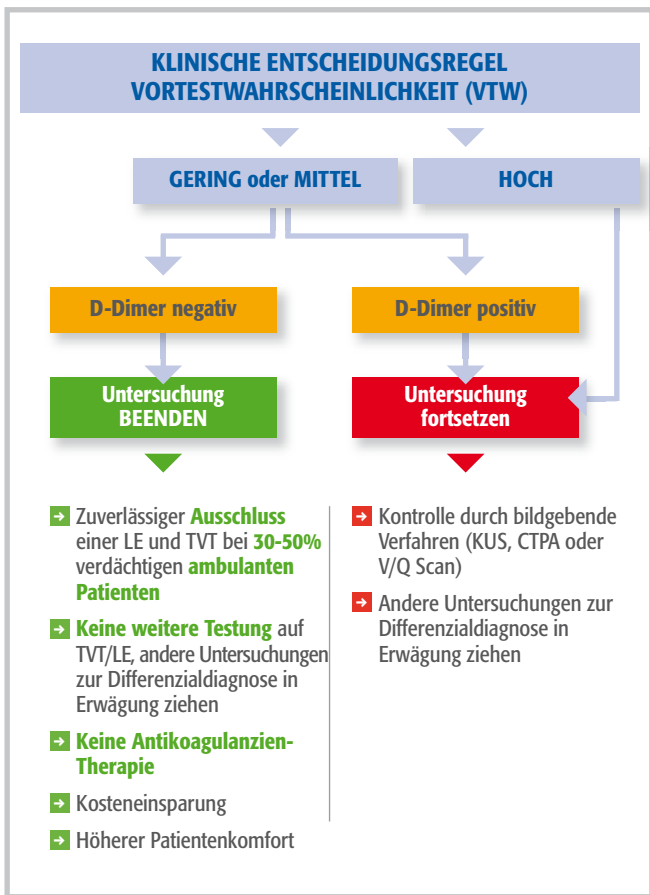 KLINISCHE ENTSCHEIDUNGSREGEL
VORTESTWAHRSCHEINLICHKEIT (VTW)
GERING oder MITTEL
HOCH
D-Dimer negativ
D-Dimer positiv
Untersuchung
BEENDEN
Untersuchung
fortsetzen
Zuverlässiger Ausschluss
einer LE und TVT bei 30-50%
verdächtigen ambulanten
Patienten
Keine weitere Testung auf
TVT/LE, andere Untersuchungen
zur Differenzialdiagnose in
Erwägung ziehen
Keine Antikoagulanzien-
Therapie
Kosteneinsparung
Höherer Patientenkomfort
Kontrolle durch bildgebende
Verfahren (KUS, CTPA oder
V/Q Scan)
Andere Untersuchungen zur
Differenzialdiagnose in
Erwägung ziehen